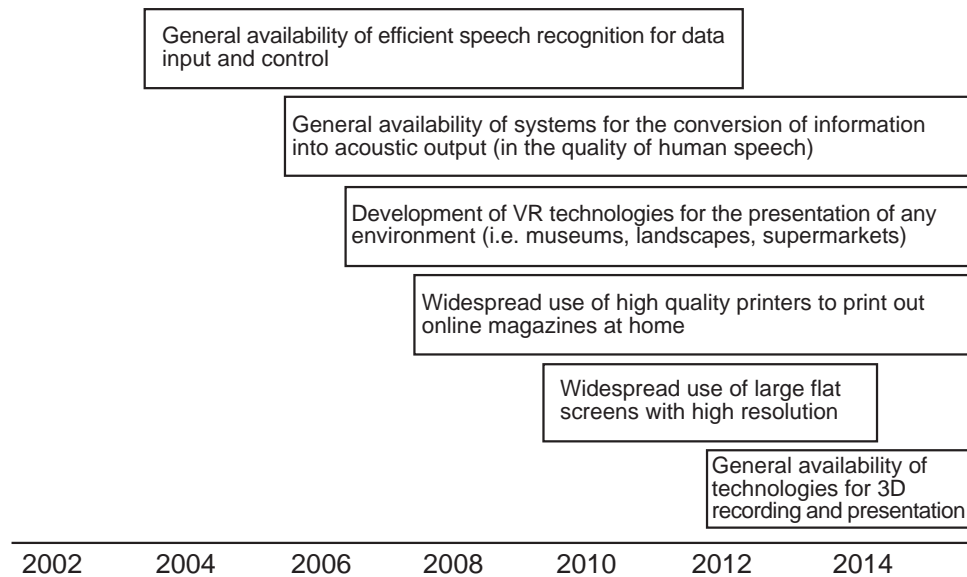 General availability of efficient speech recognition for data
input and control
General availability of systems for the conversion of information
into acoustic output (in the quality of human speech)
Development of VR technologies for the presentation of any
environment (i.e. museums, landscapes, supermarkets)
Widespread use of high quality printers to print out
online magazines at home
Widespread use of large flat
screens with high resolution
General availability of
technologies for 3D
recording and presentation
2002 2004 2006 2008 2010 2012 2014